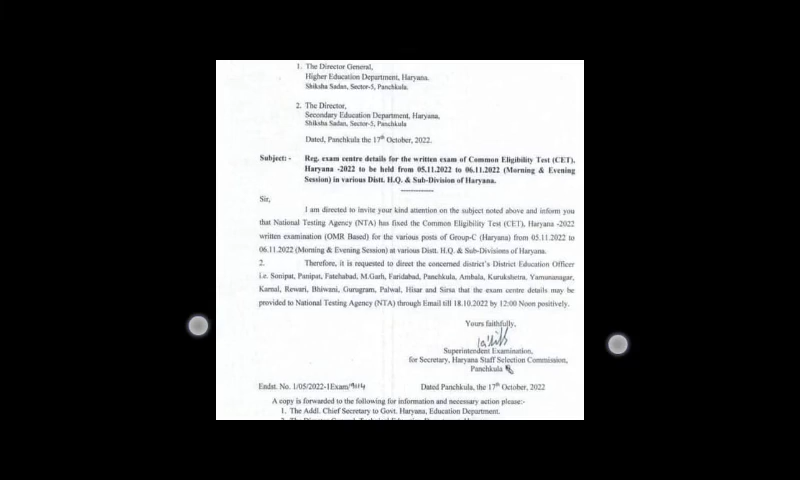 1. The Director General,
Higher Education Department, Haryana.
Shiksha Sadan, Sector-5, Panchkula.
2. The Director,
Secondary Education Department, Haryana,
Shiksha Sadan, Sector-5, Panchkula
Dated, Panchkula the 17th October, 2022.
Subject: - Reg. exam centre details for the written exam of Common Eligibility Test (CET),
Haryana -2022 to be held from 05.11.2022 to 06.11.2022 (Morning & Evening
Session) in various Distt. H.Q. & Sub-Division of Haryana.
Sir,
I am directed to invite your kind attention on the subject noted above and inform you
that National Testing Agency (NTA) has fixed the Common Eligibility Test (CET), Haryana -2022
written examination (OMR Based) for the various posts of Group-C (Haryana) from 05.11.2022 to
06.11.2022 (Morning & Evening Session) at various Distt. H.Q. & Sub-Divisions of Haryana.
2. Therefore, it is requested to direct the concerned district's District Education Officer
i.e. Sonipat, Panipat, Fatehabad, M.Garh, Faridabad, Panchkula, Ambala, Kurukshetra, Yamunanagar,
Karnal, Rewari, Bhiwani, Gurugram, Palwal, Hisar and Sirsa that the exam centre details may be
provided to National Testing Agency (NTA) through Email till 18.10.2022 by 12:00 Noon positively.
Yours faithfully,
Superintendent Examination,
for Secretary, Haryana Staff Selection Commission,
Panchkula
Endst. No. 1/05/2022-1Exam/ Dated Panchkula, the 17th October, 2022
A copy is forwarded to the following for information and necessary action please:-
1. The Addl. Chief Secretary to Govt. Haryana, Education Department.